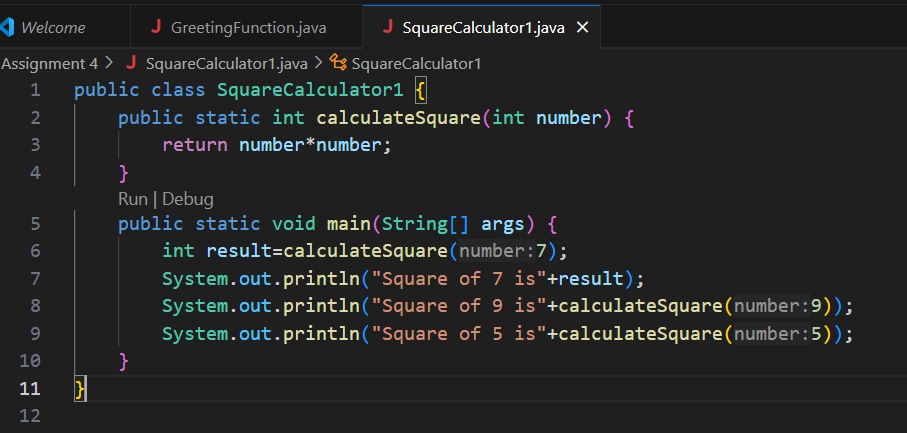 Welcome J GreetingFunction.java J SquareCalculator1.java ×
Assignment 4 > J SquareCalculator1.java > SquareCalculator1
1 public class SquareCalculator1 {
2 public static int calculateSquare(int number) {
3 return number*number;
4 }
Run | Debug
5 public static void main(String[] args) {
6 int result=calculateSquare(number:7);
7 System.out.println("Square of 7 is"+result);
8 System.out.println("Square of 9 is"+calculateSquare(number:9));
9 System.out.println("Square of 5 is"+calculateSquare(number:5));
10 }
11 }
12